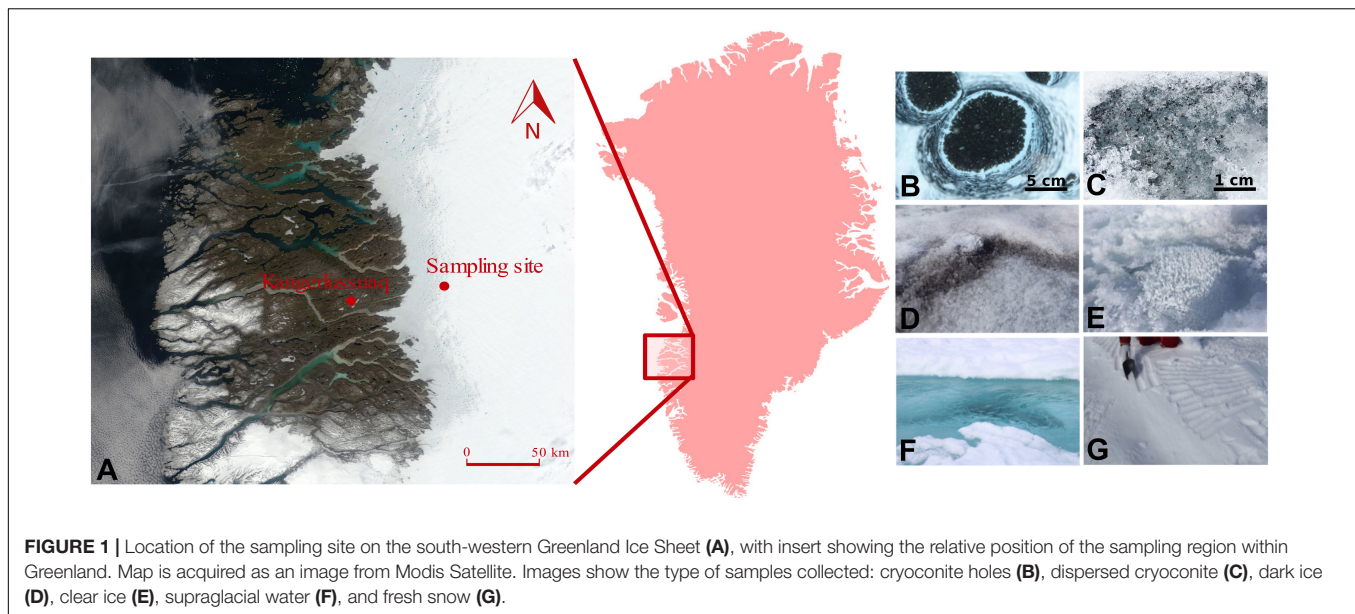 N
Sampling site
Kangerlussuaq
0 50 km
A
B
5 cm
C
1 cm
D
E
F
G
FIGURE 1 | Location of the sampling site on the south-western Greenland Ice Sheet (A), with insert showing the relative position of the sampling region within
Greenland. Map is acquired as an image from Modis Satellite. Images show the type of samples collected: cryoconite holes (B), dispersed cryoconite (C), dark ice
(D), clear ice (E), supraglacial water (F), and fresh snow (G).